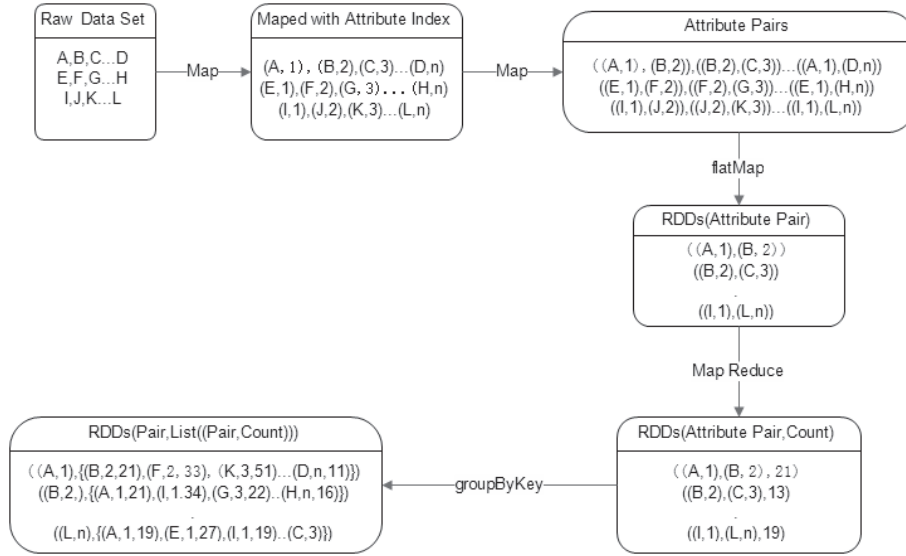 Raw Data Set
A,B,C...D
E,F,G...H
I,J,K...L
Map
Maped with Attribute Index
(A,1), (B,2),(C,3)...(D,n)
(E,1),(F,2),(G,3)...(H,n)
(I,1),(J,2),(K,3)...(L,n)
Map
Attribute Pairs
((A,1), (B,2)),((B,2),(C,3))...((A,1),(D,n))
((E,1),(F,2)),((F,2),(G,3))...((E,1),(H,n))
((I,1),(J,2)),((J,2),(K,3))...((I,1),(L,n))
flatMap
RDDs(Attribute Pair)
((A,1),(B,2))
((B,2),(C,3))
.
((I,1),(L,n))
Map Reduce
RDDs(Attribute Pair,Count)
((A,1),(B,2),21)
((B,2),(C,3),13)
.
((I,1),(L,n),19)
groupByKey
RDDs(Pair,List((Pair,Count)))
((A,1),{(B,2,21),(F,2,33), (K,3,51)...(D,n,11)})
((B,2,),{(A,1,21),(I,1.34),(G,3,22)..(H,n,16)})
.
((L,n),{(A,1,19),(E,1,27),(I,1,19)..(C,3)})